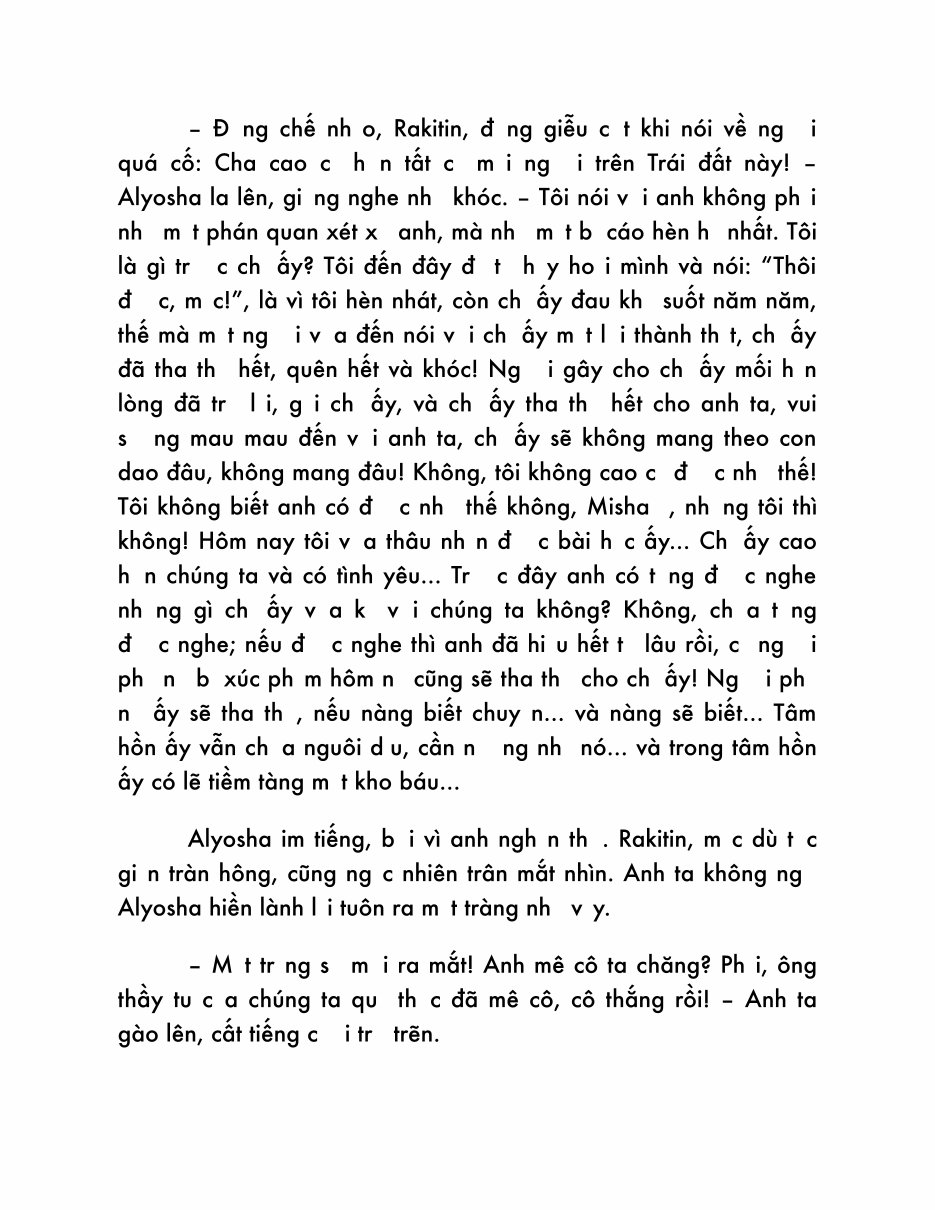 – Đ ng chế nh o, Rakitin, đ ng giễu c t khi nói về ng  i
quá cố: Cha cao c  h n tất c  m i ng  i trên Trái đất này! –
Alyosha la lên, gi ng nghe nh  khóc. – Tôi nói v i anh không ph i
nh  m t phán quan xét x  anh, mà nh  m t b  cáo hèn h  nhất. Tôi
là gì tr  c ch  ấy? Tôi đến đây đ  t  h y ho i mình và nói: “Thôi
đ  c, m c!”, là vì tôi hèn nhát, còn ch  ấy đau kh  suốt năm năm,
thế mà m t ng  i v a đến nói v i ch  ấy m t l i thành th t, ch  ấy
đã tha th  hết, quên hết và khóc! Ng  i gây cho ch  ấy mối h n
lòng đã tr  l i, g i ch  ấy, và ch  ấy tha th  hết cho anh ta, vui
s  ng mau mau đến v i anh ta, ch  ấy sẽ không mang theo con
dao đâu, không mang đâu! Không, tôi không cao c  đ  c nh  thế!
Tôi không biết anh có đ  c nh  thế không, Misha  , nh ng tôi thì
không! Hôm nay tôi v a thâu nh n đ  c bài h c ấy... Ch  ấy cao
h n chúng ta và có tình yêu... Tr  c đây anh có t ng đ  c nghe
nh ng gì ch  ấy v a k  v i chúng ta không? Không, ch a t ng
đ  c nghe; nếu đ  c nghe thì anh đã hi u hết t  lâu rồi, c  ng  i
ph  n  b  xúc ph m hôm n  cũng sẽ tha th  cho ch  ấy! Ng  i ph
n  ấy sẽ tha th , nếu nàng biết chuy n... và nàng sẽ biết... Tâm
hồn ấy vẫn ch a nguôi d u, cần n  ng nh  nó... và trong tâm hồn
ấy có lẽ tiềm tàng m t kho báu...
Alyosha im tiếng, b i vì anh ngh n th . Rakitin, m c dù t c
gi n tràn hông, cũng ng c nhiên trân mắt nhìn. Anh ta không ng
Alyosha hiền lành l i tuôn ra m t tràng nh  v y.
– M t tr ng s  m i ra mắt! Anh mê cô ta chăng? Ph i, ông
thầy tu c a chúng ta qu  th c đã mê cô, cô thắng rồi! – Anh ta
gào lên, cất tiếng c  i tr  trẽn.